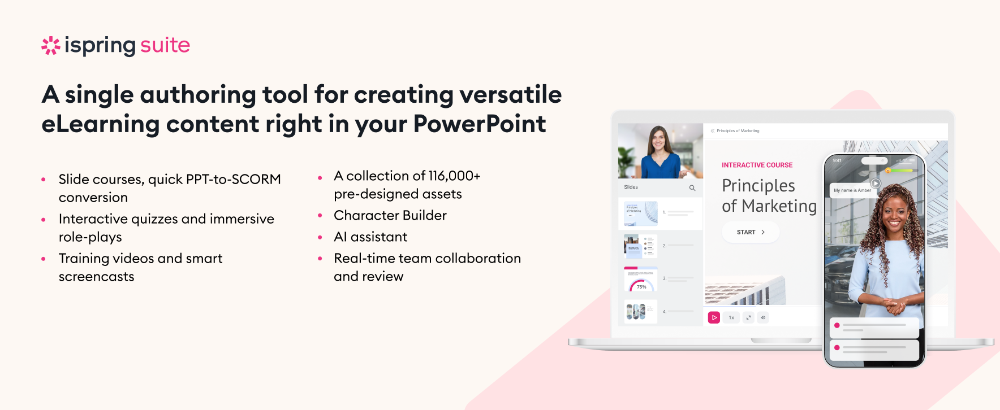 ispring suite
A single authoring tool for creating versatile
eLearning content right in your PowerPoint
Slide courses, quick PPT-to-SCORM
conversion
Interactive quizzes and immersive
role-plays
Training videos and smart
screencasts
A collection of 116,000+
pre-designed assets
Character Builder
AI assistant
Real-time team collaboration
and review
Principles of Marketing
INTERACTIVE COURSE
Principles
of Marketing
START
Slides
Principles
of Marketing
1.
2.
3.
75%
4.
1x
9:41
My name is Amber